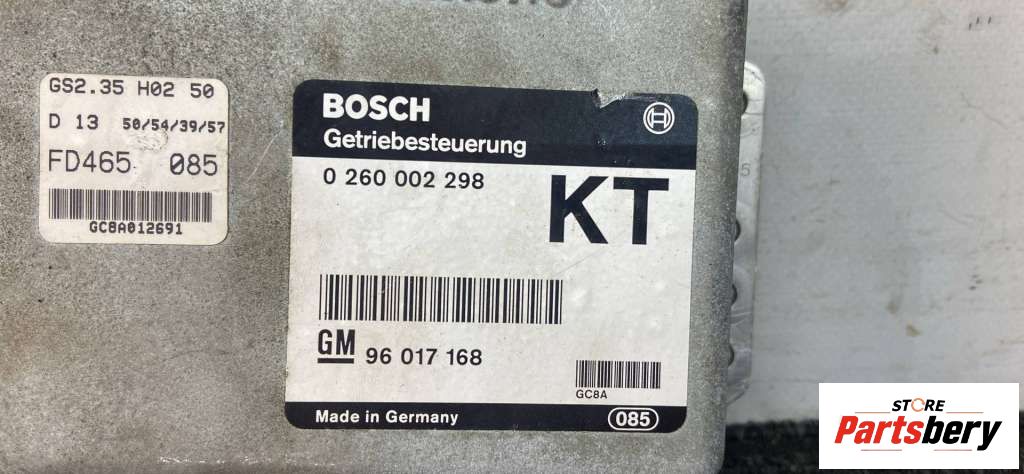 GS2.35 H02 50
D 13 50/54/39/57
FD465 085
GC8A012691
BOSCH
Getriebesteuerung
0 260 002 298
KT
GM 96 017 168
GC8A
Made in Germany 085
5
STORE
Partsbery